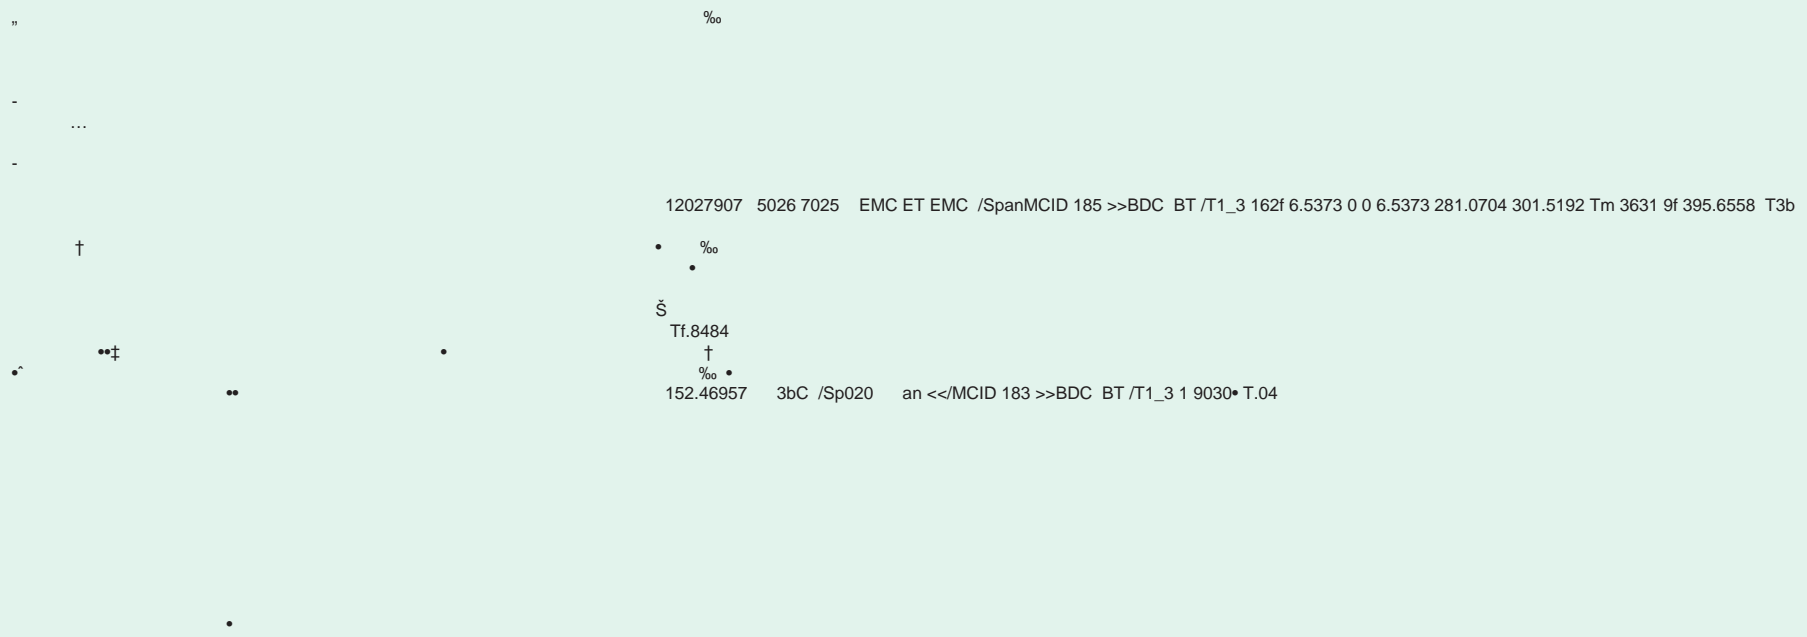 „ ‰
-
…
-
12027907 5026 7025 EMC ET EMC /SpanMCID 185 >>BDC BT /T1_3 162f 6.5373 0 0 6.5373 281.0704 301.5192 Tm 3631 9f 395.6558 T3b
† • ‰
•
Š
Tf.8484
••‡ • †
•ˆ ‰ •
•• 152.46957 3bC /Sp020 an <</MCID 183 >>BDC BT /T1_3 1 9030• T.04
•